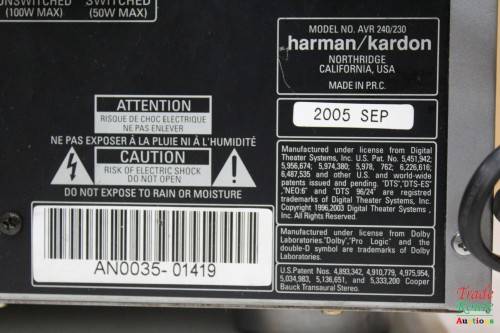 UNSWITCHED
SWITCHED
(100W MAX)
(50W MAX)
MODEL NO. AVR 240/230
harman/kardon
NORTHRIDGE
CALIFORNIA, USA
MADE IN P.R.C.
2005 SEP
ATTENTION
RISQUE DE CHOC ELECTRIQUE
NE PAS ENLEVER
NE PAS EXPOSER À LA PLUIE NI À L'HUMIDITÉ
CAUTION
RISK OF ELECTRIC SHOCK
DO NOT OPEN
DO NOT EXPOSE TO RAIN OR MOISTURE
AN0035-01419
Manufactured under license from Digital
Theater Systems, Inc. U.S. Pat. No. 5,451,942;
5,956,674; 5,974,380; 5,978, 762; 6,226,616;
6,487,535 and other U.S. and world-wide
patents issued and pending. "DTS","DTS-ES"
,"NEO:6" and "DTS 96/24" are registered
trademarks of Digital Theater Systems, Inc.
Copyright 1996,2003 Digital Theater Systems ,
Inc. All Rights Reserved.
Manufactured under license from Dolby
Laboratories."Dolby","Pro Logic" and the
double-D symbol are trademarks of Dolby
Laboratories.
U.S.Patent Nos. 4,893,342, 4,910,779, 4,975,954,
5,034,983, 5,136,651, and 5,333,200 Cooper
Bauck Transaural Stereo.
Trade
Auctions